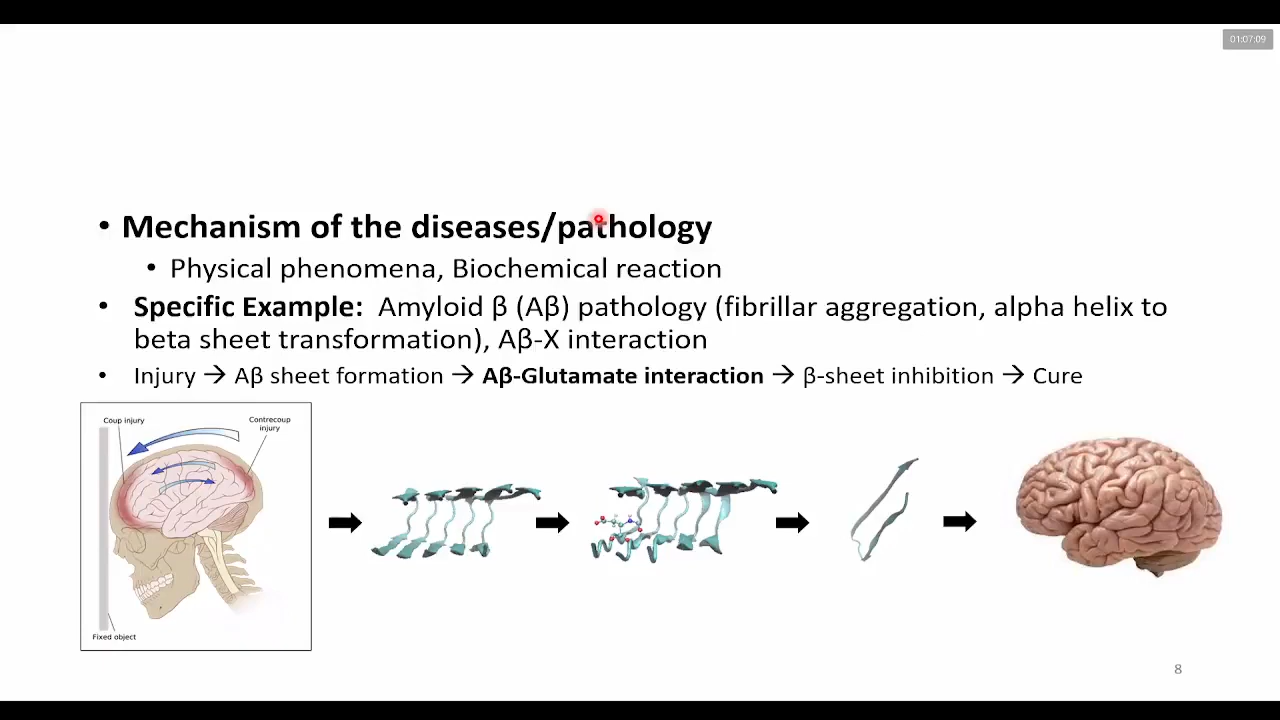 01:07:09
• Mechanism of the diseases/pathology
• Physical phenomena, Biochemical reaction
• Specific Example: Amyloid β (Aβ) pathology (fibrillar aggregation, alpha helix to
beta sheet transformation), Aβ-X interaction
• Injury → Aβ sheet formation → Aβ-Glutamate interaction → β-sheet inhibition → Cure
Coup injury
Contrecoup
injury
Fixed object
8